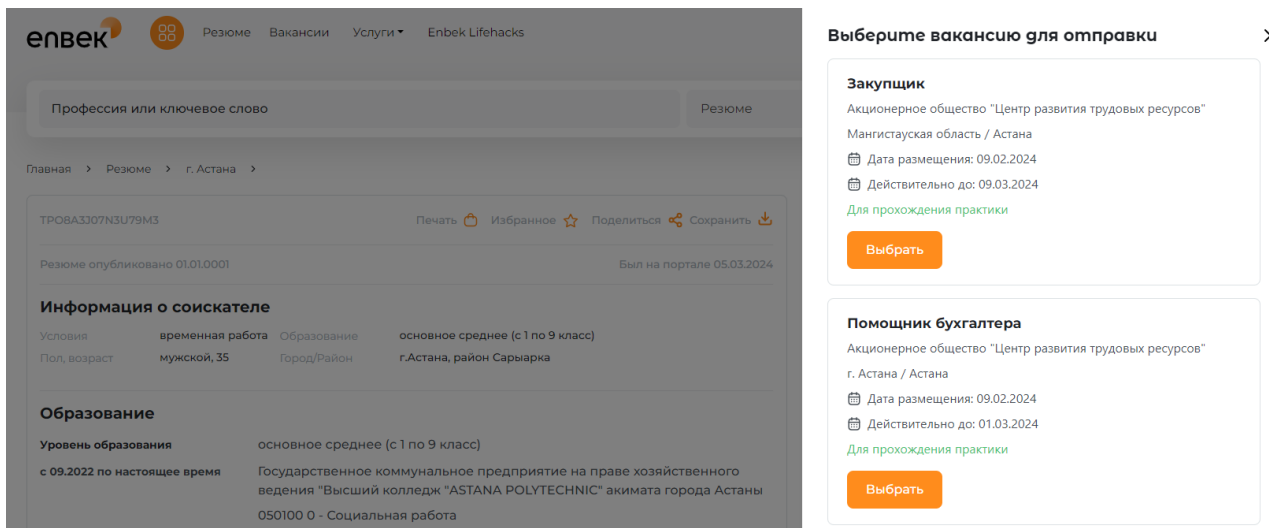 enbek
Резюме Вакансии Услуги Enbek Lifehacks
Профессия или ключевое слово
Резюме
Главная > Резюме > г. Астана >
TPO8A3J07N3U79M3
Печать Избранное Поделиться Сохранить
Резюме опубликовано 01.01.0001
Был на портале 05.03.2024
Информация о соискателе
Условия временная работа Образование основное среднее (с 1 по 9 класс)
Пол, возраст мужской, 35 Город/Район г.Астана, район Сарыарка
Образование
Уровень образования основное среднее (с 1 по 9 класс)
с 09.2022 по настоящее время Государственное коммунальное предприятие на праве хозяйственного
ведения "Высший колледж "ASTANA POLYTECHNIC" акимата города Астаны
050100 0 - Социальная работа
Выберите вакансию для отправки
Закупщик
Акционерное общество "Центр развития трудовых ресурсов"
Мангистауская область / Астана
Дата размещения: 09.02.2024
Действительно до: 09.03.2024
Для прохождения практики
Выбрать
Помощник бухгалтера
Акционерное общество "Центр развития трудовых ресурсов"
г. Астана / Астана
Дата размещения: 09.02.2024
Действительно до: 01.03.2024
Для прохождения практики
Выбрать